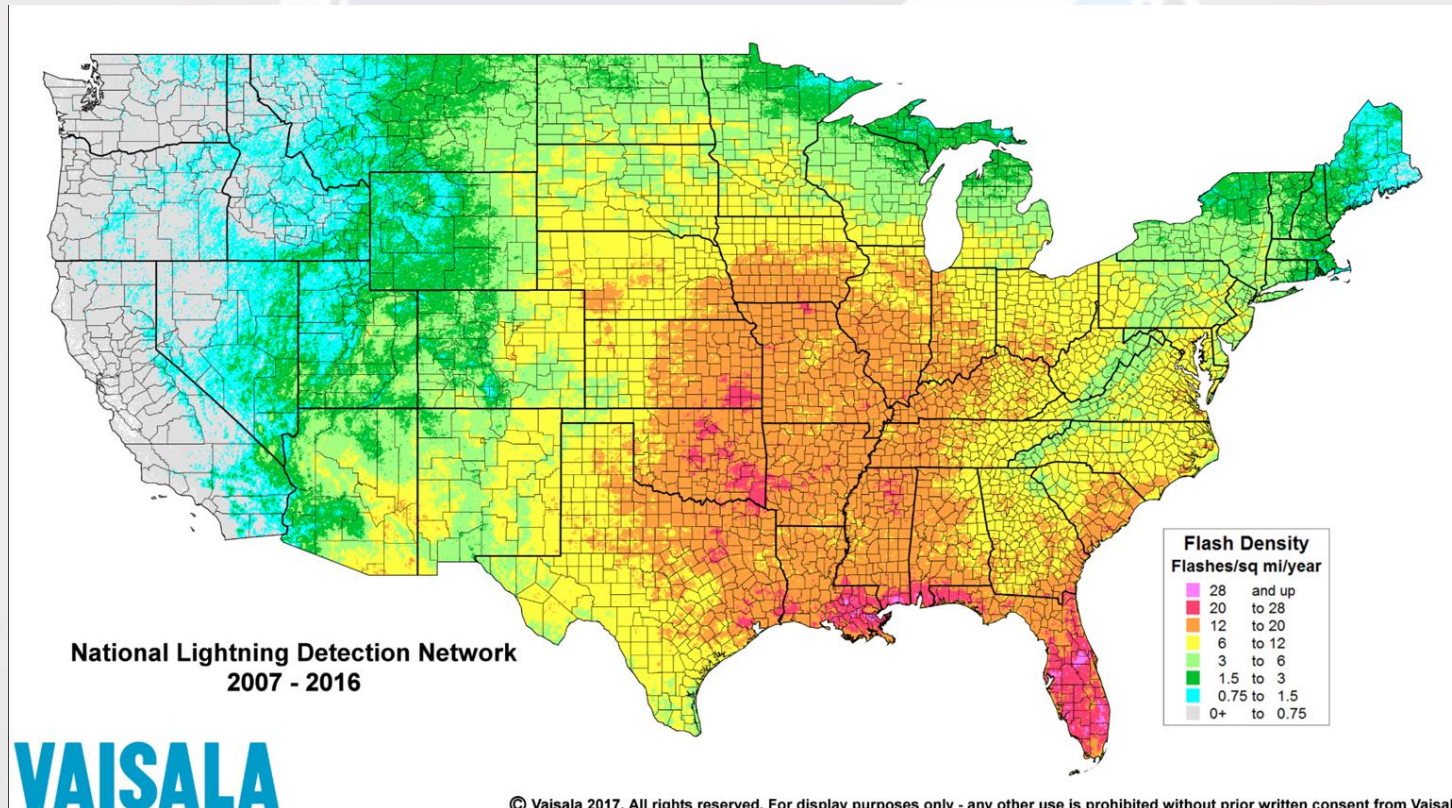 National Lightning Detection Network
2007 - 2016
Flash Density
Flashes/sq mi/year
28 and up
20 to 28
12 to 20
6 to 12
3 to 6
1.5 to 3
0.75 to 1.5
0+ to 0.75
VAISALA
© Vaisala 2017. All rights reserved. For display purposes only - any other use is prohibited without prior written consent from Vaisal